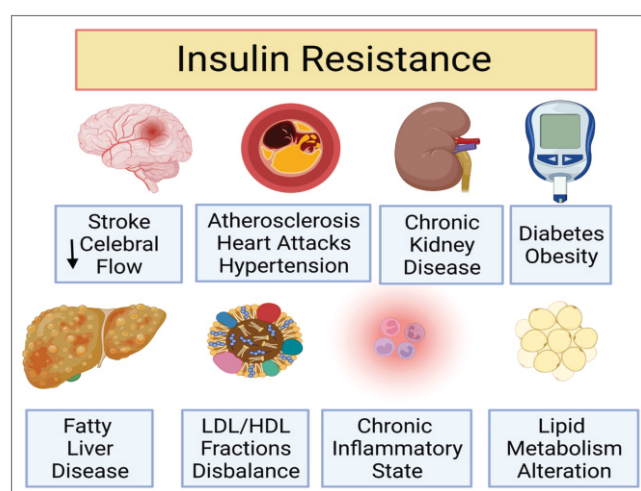 Insulin Resistance
Stroke
↓ Celebral
Flow
Atherosclerosis
Heart Attacks
Hypertension
Chronic
Kidney
Disease
Diabetes
Obesity
Fatty
Liver
Disease
LDL/HDL
Fractions
Disbalance
Chronic
Inflammatory
State
Lipid
Metabolism
Alteration